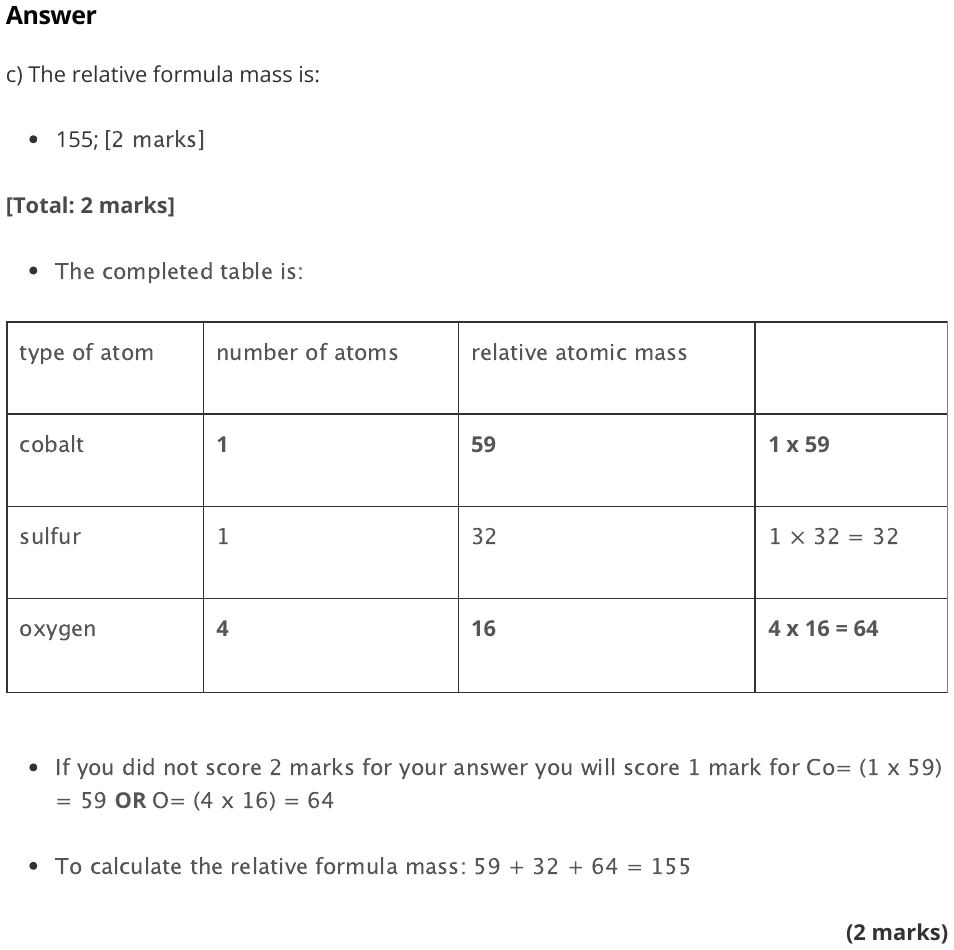 Answer
c) The relative formula mass is:
• 155; [2 marks]
[Total: 2 marks]
• The completed table is:
type of atom number of atoms relative atomic mass
cobalt 1 59 1 x 59
sulfur 1 32 1 × 32 = 32
oxygen 4 16 4 x 16 = 64
• If you did not score 2 marks for your answer you will score 1 mark for Co= (1 x 59)
= 59 OR O= (4 x 16) = 64
• To calculate the relative formula mass: 59 + 32 + 64 = 155
(2 marks)